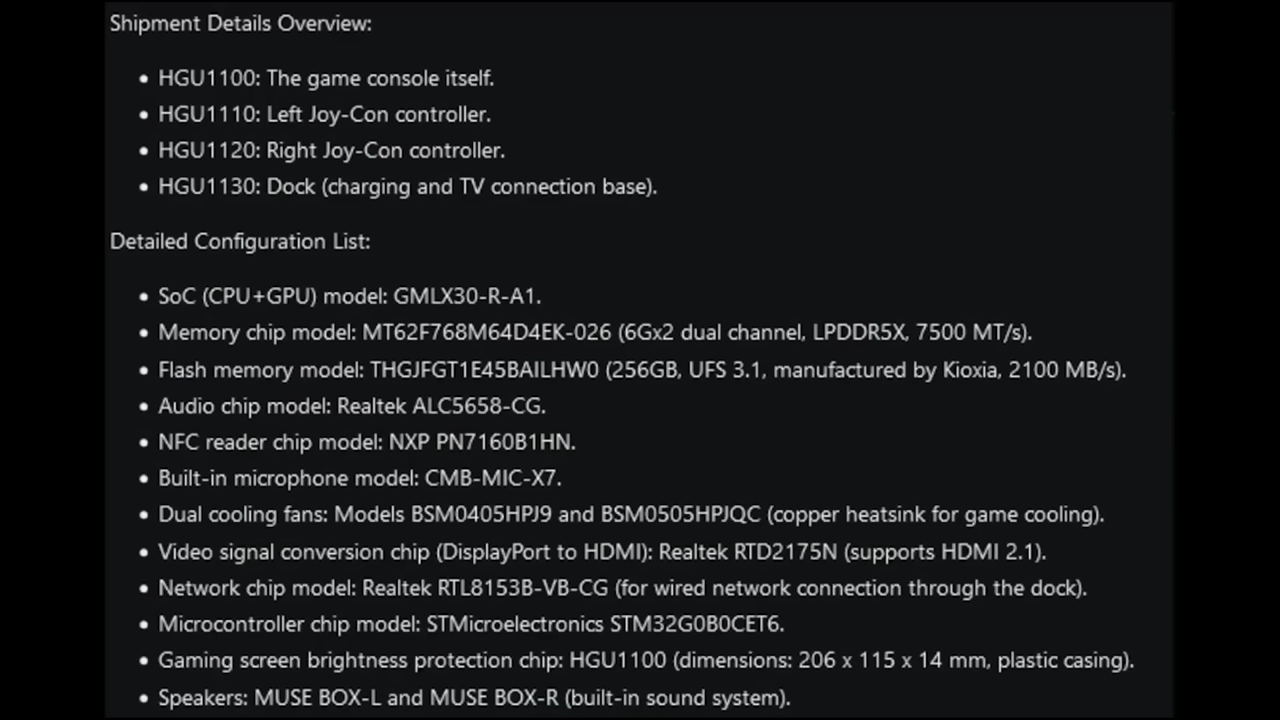 Shipment Details Overview:
• HGU1100: The game console itself.
• HGU1110: Left Joy-Con controller.
• HGU1120: Right Joy-Con controller.
• HGU1130: Dock (charging and TV connection base).
Detailed Configuration List:
• SoC (CPU+GPU) model: GMLX30-R-A1.
• Memory chip model: MT62F768M64D4EK-026 (6Gx2 dual channel, LPDDR5X, 7500 MT/s).
• Flash memory model: THGJFGT1E45BAILHW0 (256GB, UFS 3.1, manufactured by Kioxia, 2100 MB/s).
• Audio chip model: Realtek ALC5658-CG.
• NFC reader chip model: NXP PN7160B1HN.
• Built-in microphone model: CMB-MIC-X7.
• Dual cooling fans: Models BSM0405HPJ9 and BSM0505HPJQC (copper heatsink for game cooling).
• Video signal conversion chip (DisplayPort to HDMI): Realtek RTD2175N (supports HDMI 2.1).
• Network chip model: Realtek RTL8153B-VB-CG (for wired network connection through the dock).
• Microcontroller chip model: STMicroelectronics STM32G0B0CET6.
• Gaming screen brightness protection chip: HGU1100 (dimensions: 206 x 115 x 14 mm, plastic casing).
• Speakers: MUSE BOX-L and MUSE BOX-R (built-in sound system).